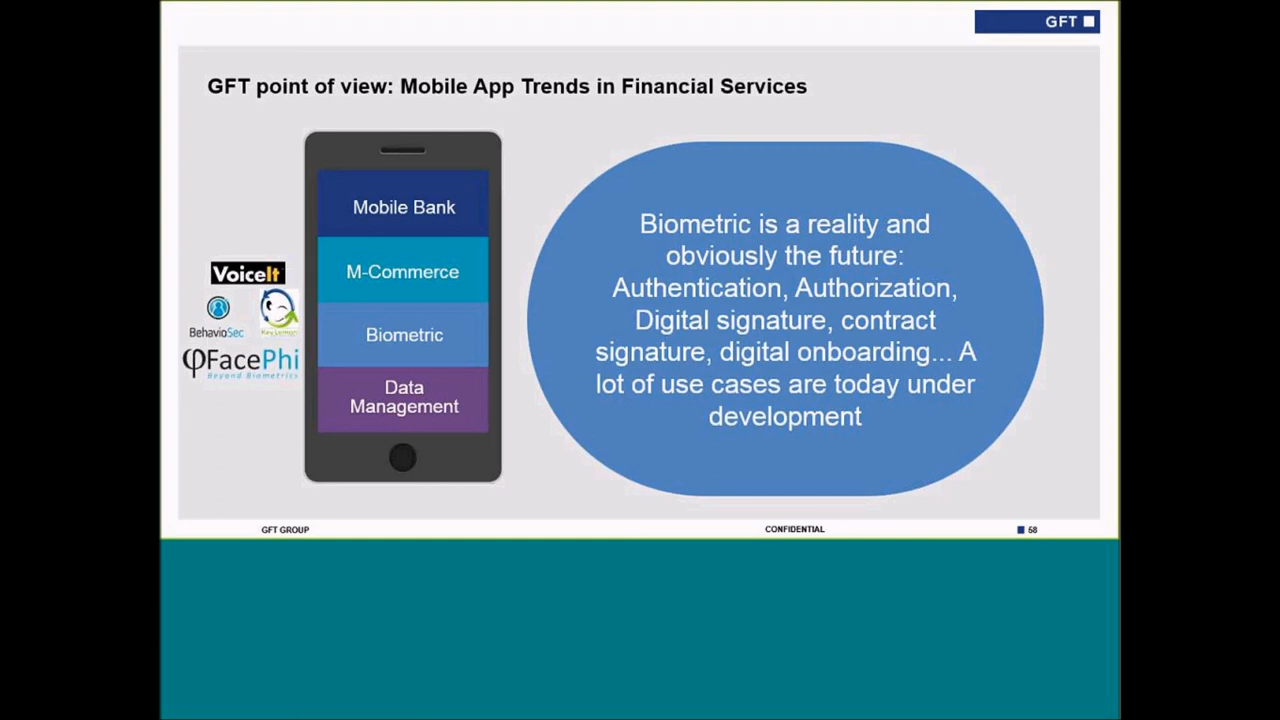 GFT
GFT point of view: Mobile App Trends in Financial Services
Mobile Bank
M-Commerce
Biometric
Data
Management
VoiceIt
BehavioSec
KeyLemon
φFacePhi
Beyond Biometrics
Biometric is a reality and
obviously the future:
Authentication, Authorization,
Digital signature, contract
signature, digital onboarding... A
lot of use cases are today under
development
GFT GROUP
CONFIDENTIAL
58